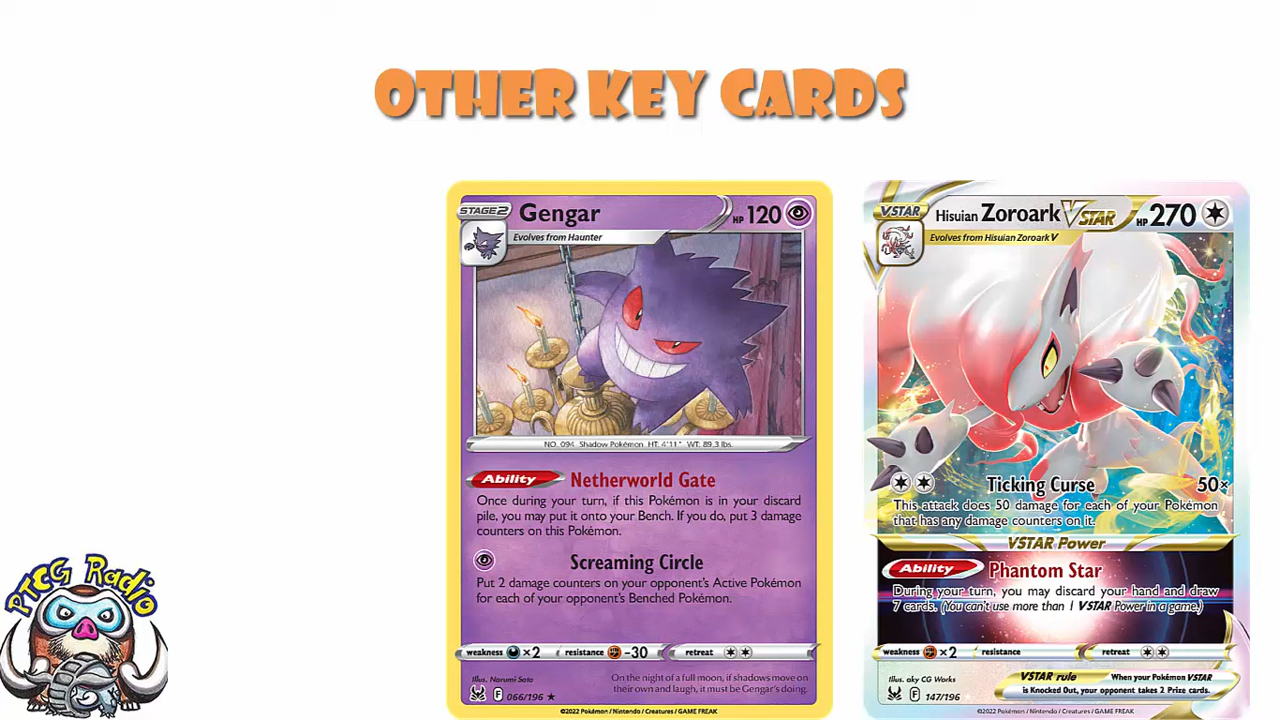 OTHER KEY CARDS
STAGE2 Gengar HP 120
Evolves from Haunter
NO. 094 Shadow Pokémon HT: 4'11" WT: 89.3 lbs.
Ability Netherworld Gate
Once during your turn, if this Pokémon is in your discard
pile, you may put it onto your Bench. If you do, put 3 damage
counters on this Pokémon.
Screaming Circle
Put 2 damage counters on your opponent's Active Pokémon
for each of your opponent's Benched Pokémon.
weakness ×2 resistance -30 retreat
Illus. Narumi Sato
F 066/196 ★
On the night of a full moon, if shadows move on
their own and laugh, it must be Gengar's doing.
©2022 Pokémon / Nintendo / Creatures / GAME FREAK
VSTAR Hisuian Zoroark VSTAR HP 270
Evolves from Hisuian Zoroark V
Ticking Curse 50×
This attack does 50 damage for each of your Pokémon
that has any damage counters on it.
VSTAR Power
Ability Phantom Star
During your turn, you may discard your hand and draw
7 cards. (You can't use more than 1 VSTAR Power in a game.)
weakness ×2 resistance retreat
Illus. aky CG Works
F 147/196
VSTAR rule When your Pokémon VSTAR
is Knocked Out, your opponent takes 2 Prize cards.
©2022 Pokémon / Nintendo / Creatures / GAME FREAK
PTCG Radio